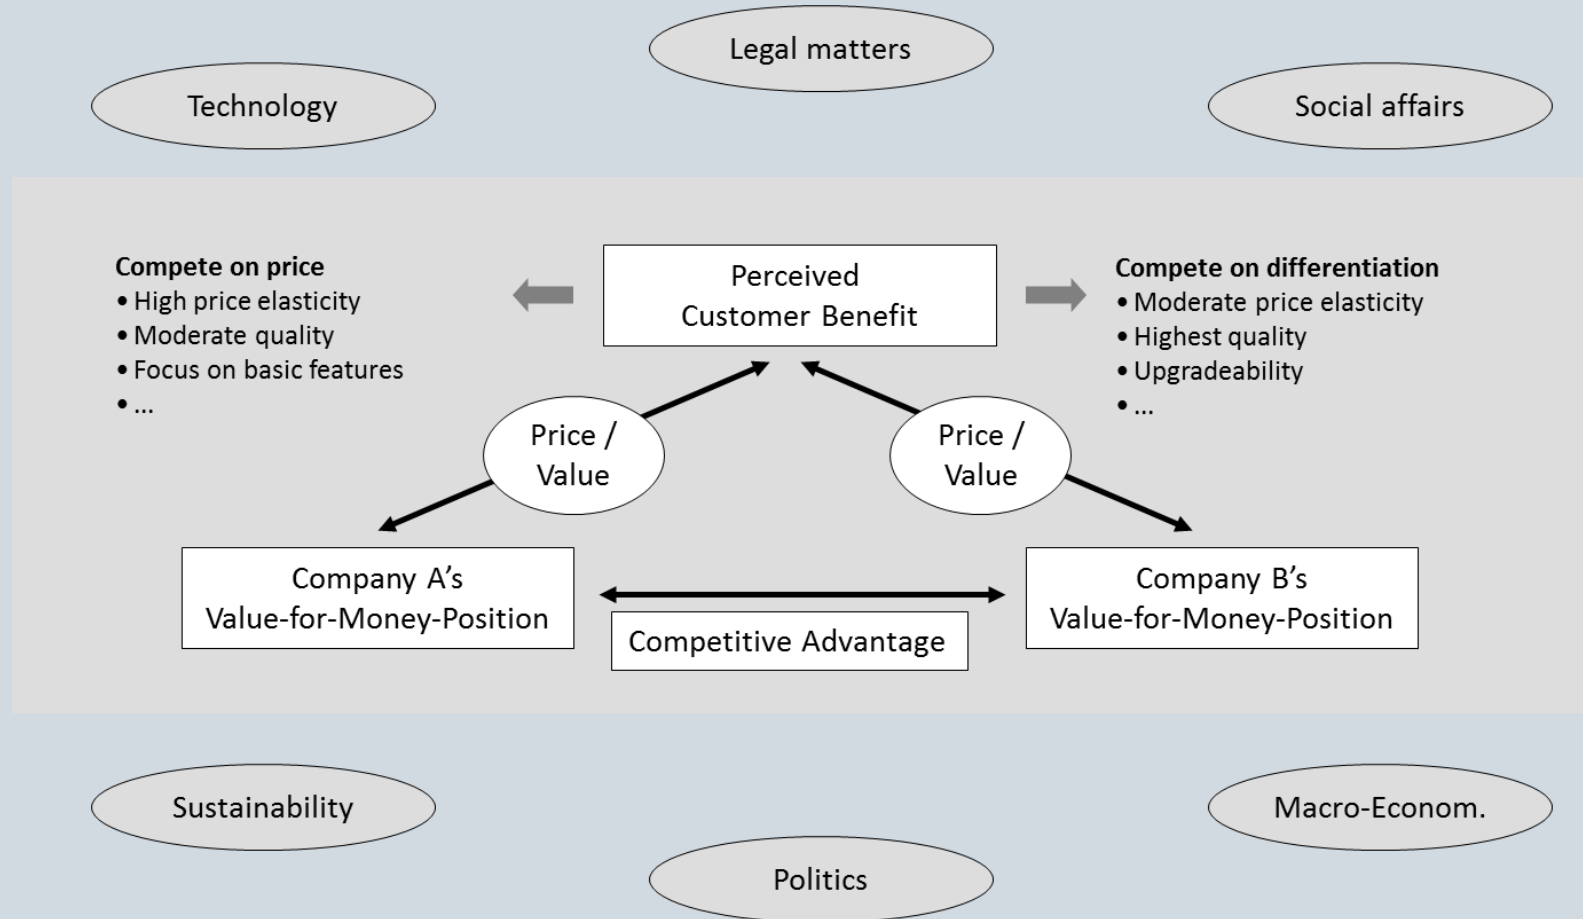 Legal matters
Technology
Social affairs
Compete on price
• High price elasticity
• Moderate quality
• Focus on basic features
• ...
Perceived
Customer Benefit
Compete on differentiation
• Moderate price elasticity
• Highest quality
• Upgradeability
• ...
Price /
Value
Price /
Value
Company A’s
Value-for-Money-Position
Competitive Advantage
Company B’s
Value-for-Money-Position
Sustainability
Macro-Econom.
Politics